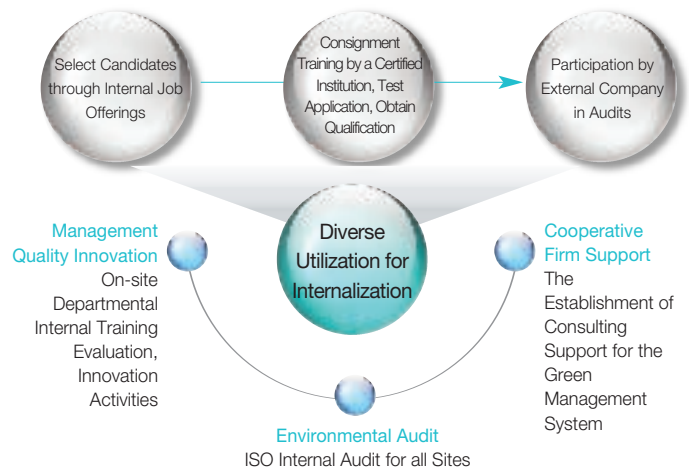 Select Candidates
through Internal Job
Offerings
Consignment
Training by a Certified
Institution, Test
Application, Obtain
Qualification
Participation by
External Company
in Audits
Diverse
Utilization for
Internalization
Management
Quality Innovation
On-site
Departmental
Internal Training
Evaluation,
Innovation
Activities
Cooperative
Firm Support
The
Establishment of
Consulting
Support for the
Green
Management
System
Environmental Audit
ISO Internal Audit for all Sites